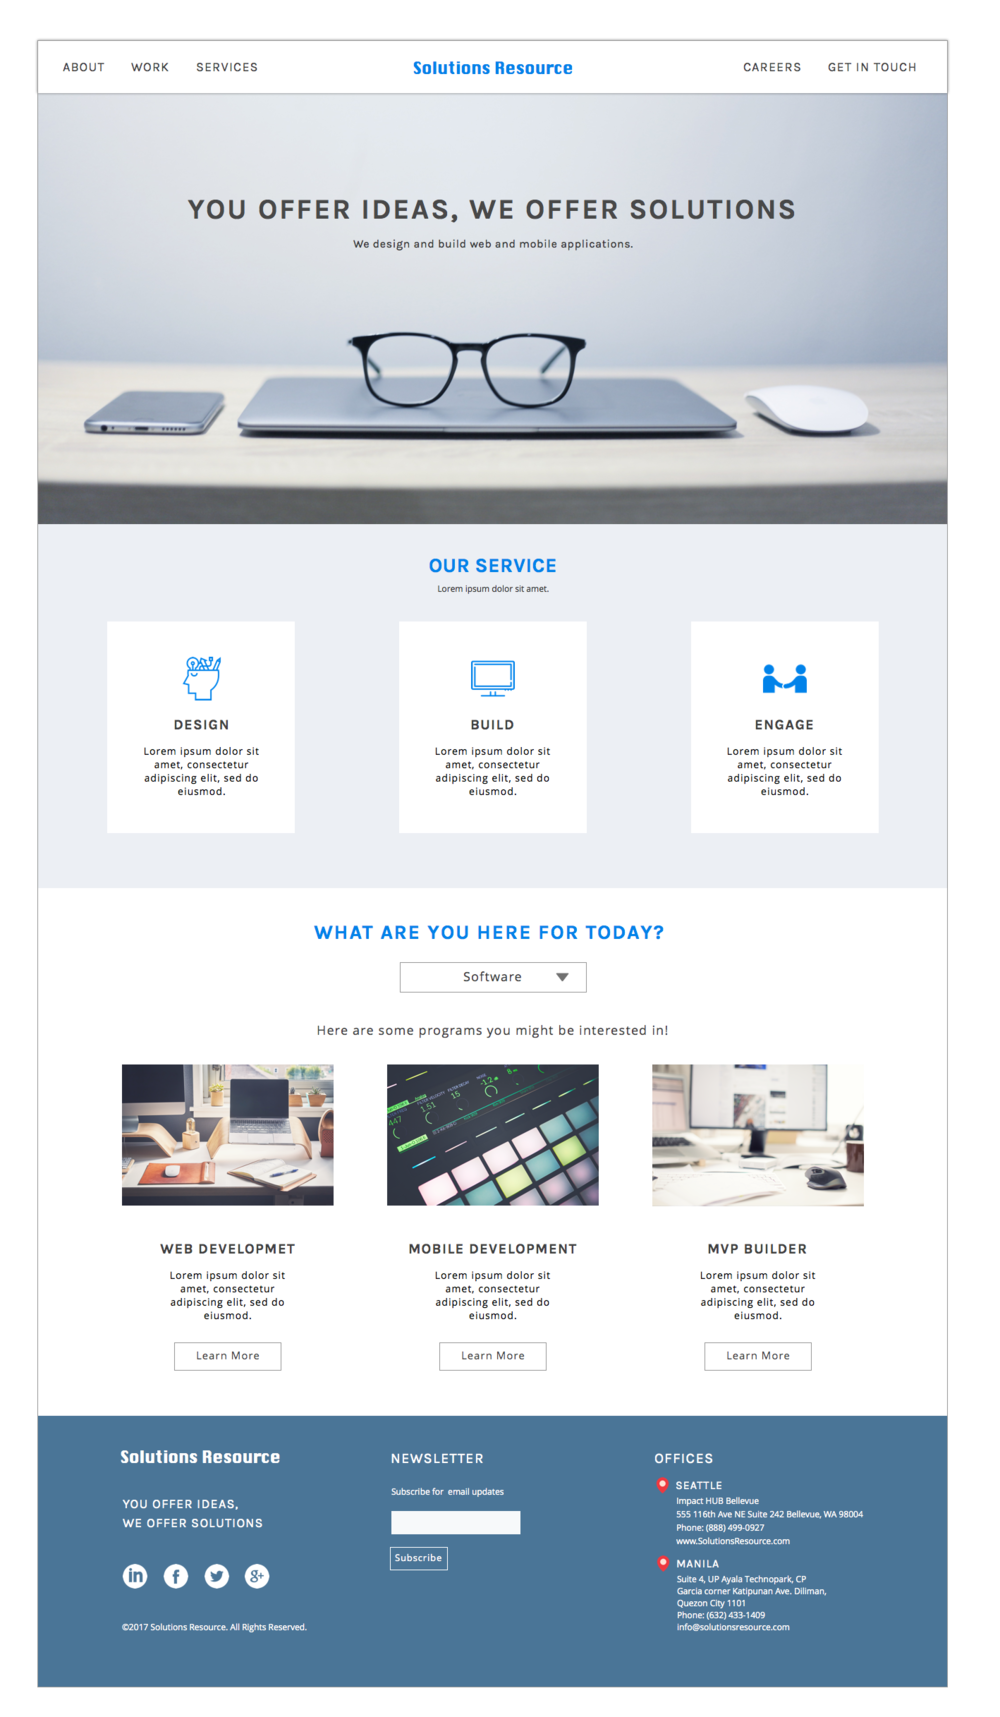 ABOUT WORK SERVICES Solutions Resource CAREERS GET IN TOUCH
YOU OFFER IDEAS, WE OFFER SOLUTIONS
We design and build web and mobile applications.
OUR SERVICE
Lorem ipsum dolor sit amet.
DESIGN
Lorem ipsum dolor sit
amet, consectetur
adipiscing elit, sed do
eiusmod.
BUILD
Lorem ipsum dolor sit
amet, consectetur
adipiscing elit, sed do
eiusmod.
ENGAGE
Lorem ipsum dolor sit
amet, consectetur
adipiscing elit, sed do
eiusmod.
WHAT ARE YOU HERE FOR TODAY?
Software
Here are some programs you might be interested in!
WEB DEVELOPMET
Lorem ipsum dolor sit
amet, consectetur
adipiscing elit, sed do
eiusmod.
Learn More
MOBILE DEVELOPMENT
Lorem ipsum dolor sit
amet, consectetur
adipiscing elit, sed do
eiusmod.
Learn More
MVP BUILDER
Lorem ipsum dolor sit
amet, consectetur
adipiscing elit, sed do
eiusmod.
Learn More
Solutions Resource
YOU OFFER IDEAS,
WE OFFER SOLUTIONS
in f g+
©2017 Solutions Resource. All Rights Reserved.
NEWSLETTER
Subscribe for email updates
Subscribe
OFFICES
SEATTLE
Impact HUB Bellevue
555 116th Ave NE Suite 242 Bellevue, WA 98004
Phone: (888) 499-0927
www.SolutionsResource.com
MANILA
Suite 4, UP Ayala Technopark, CP
Garcia corner Katipunan Ave. Diliman,
Quezon City 1101
Phone: (632) 433-1409
info@solutionsresource.com